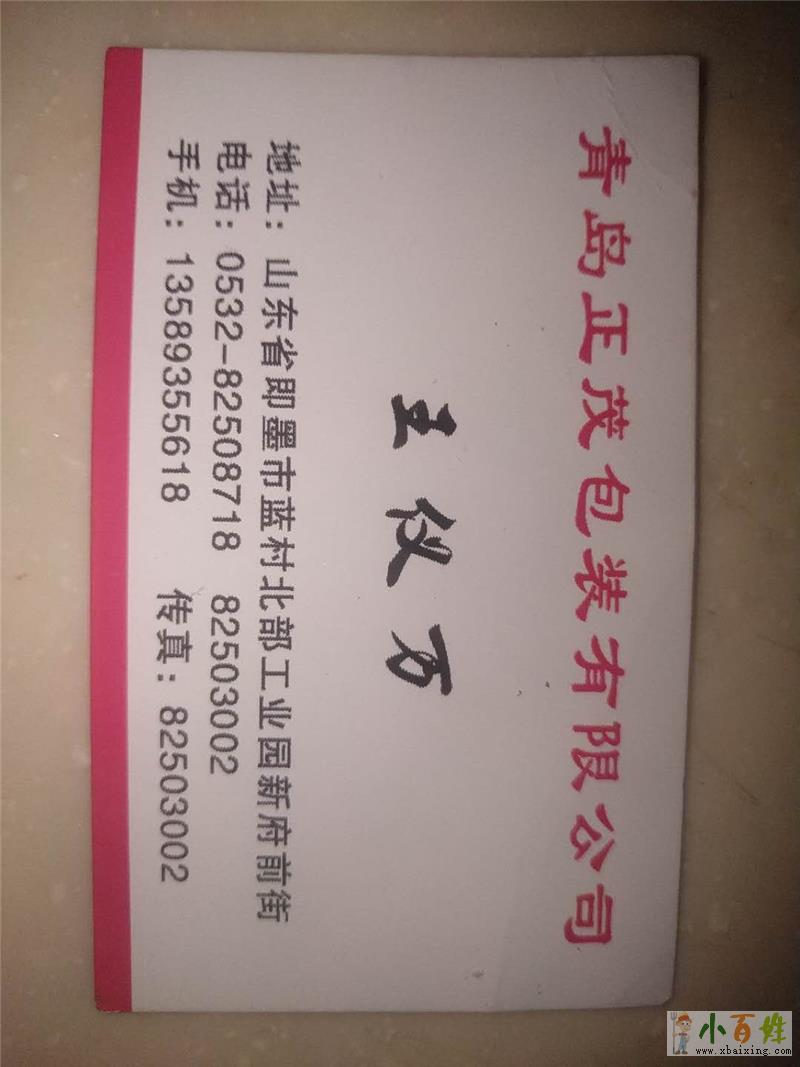 青岛正茂包装有限公司
王仪万
地址：山东省即墨市蓝村北部工业园新府前街
电话：0532-82508718 82503002
手机：13589355618 传真：82503002
小百姓
www.xbaixing.com